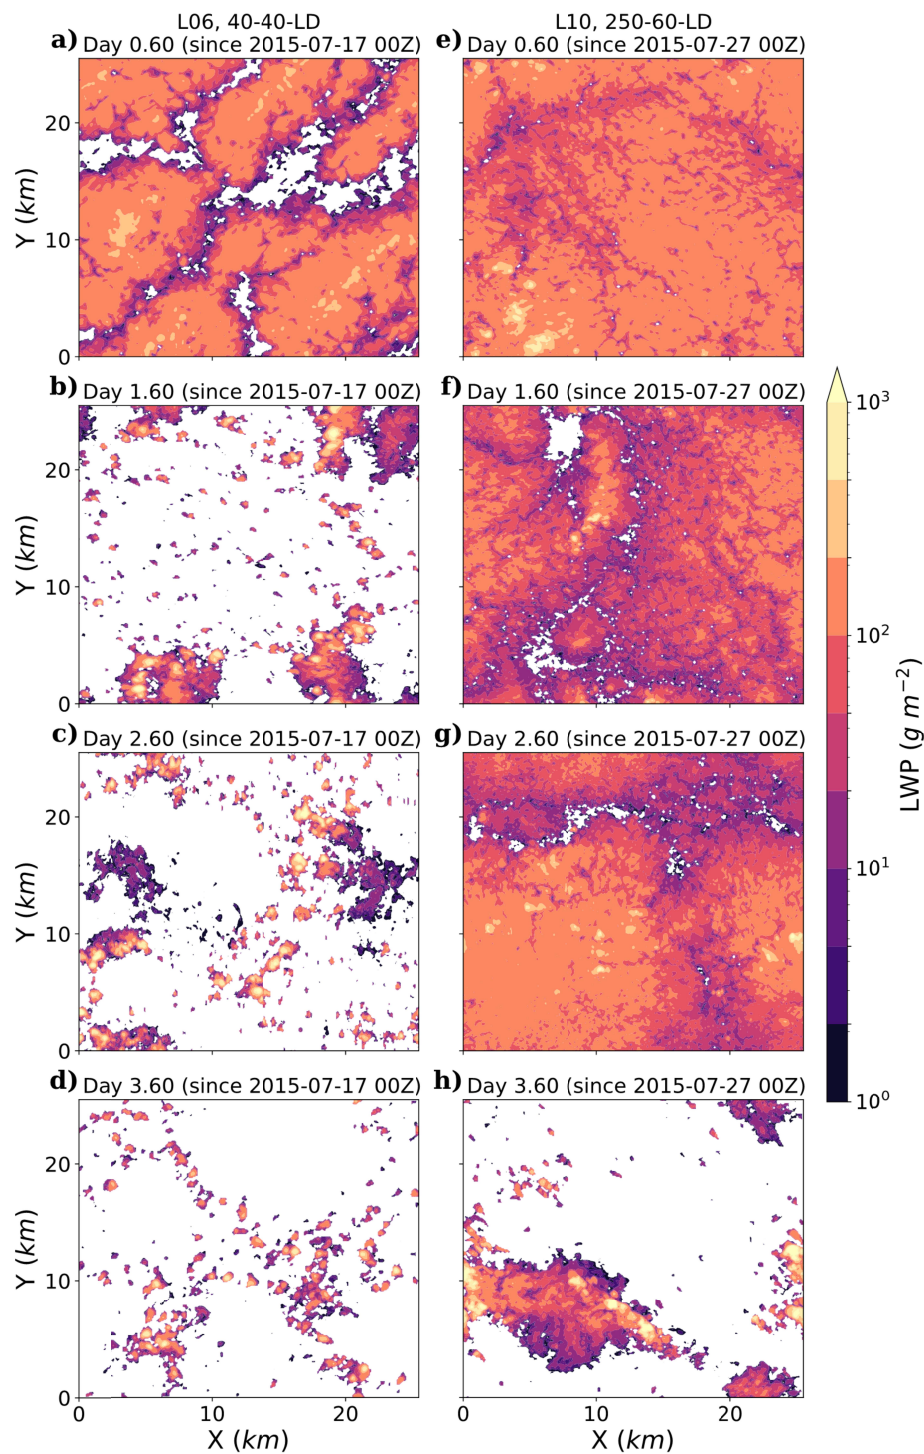 L06, 40-40-LD
a) Day 0.60 (since 2015-07-17 00Z)
20
10
0
Y (km)
b) Day 1.60 (since 2015-07-17 00Z)
20
10
0
Y (km)
c) Day 2.60 (since 2015-07-17 00Z)
20
10
0
Y (km)
d) Day 3.60 (since 2015-07-17 00Z)
20
10
0
Y (km)
0 10 20
X (km)
L10, 250-60-LD
e) Day 0.60 (since 2015-07-27 00Z)
f) Day 1.60 (since 2015-07-27 00Z)
g) Day 2.60 (since 2015-07-27 00Z)
h) Day 3.60 (since 2015-07-27 00Z)
0 10 20
X (km)
10³
10²
10¹
10⁰
LWP (g m⁻²)